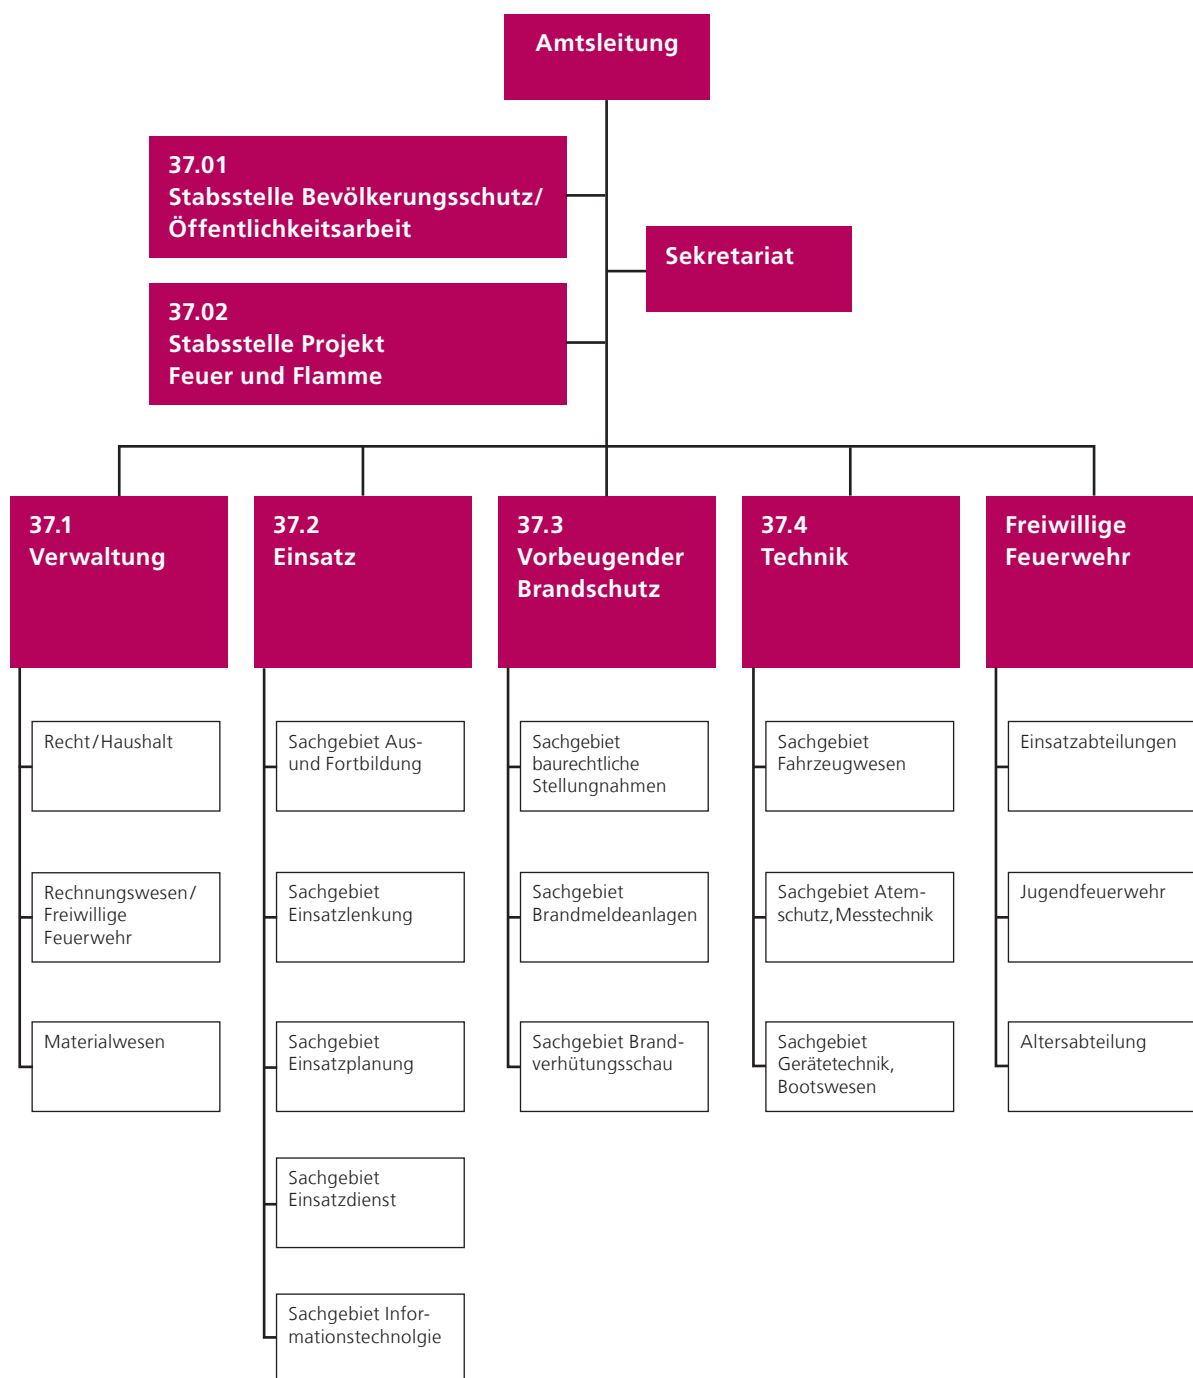 Amtsleitung
37.01
Stabsstelle Bevölkerungsschutz/
Öffentlichkeitsarbeit
Sekretariat
37.02
Stabsstelle Projekt
Feuer und Flamme
37.1
Verwaltung
37.2
Einsatz
37.3
Vorbeugender
Brandschutz
37.4
Technik
Freiwillige
Feuerwehr
Recht/Haushalt
Rechnungswesen/
Freiwillige
Feuerwehr
Materialwesen
Sachgebiet Aus-
und Fortbildung
Sachgebiet
Einsatzlenkung
Sachgebiet
Einsatzplanung
Sachgebiet
Einsatzdienst
Sachgebiet Infor-
mationstechnolgie
Sachgebiet
baurechtliche
Stellungnahmen
Sachgebiet
Brandmeldeanlagen
Sachgebiet Brand-
verhütungsschau
Sachgebiet
Fahrzeugwesen
Sachgebiet Atem-
schutz, Messtechnik
Sachgebiet
Gerätetechnik,
Bootswesen
Einsatzabteilungen
Jugendfeuerwehr
Altersabteilung